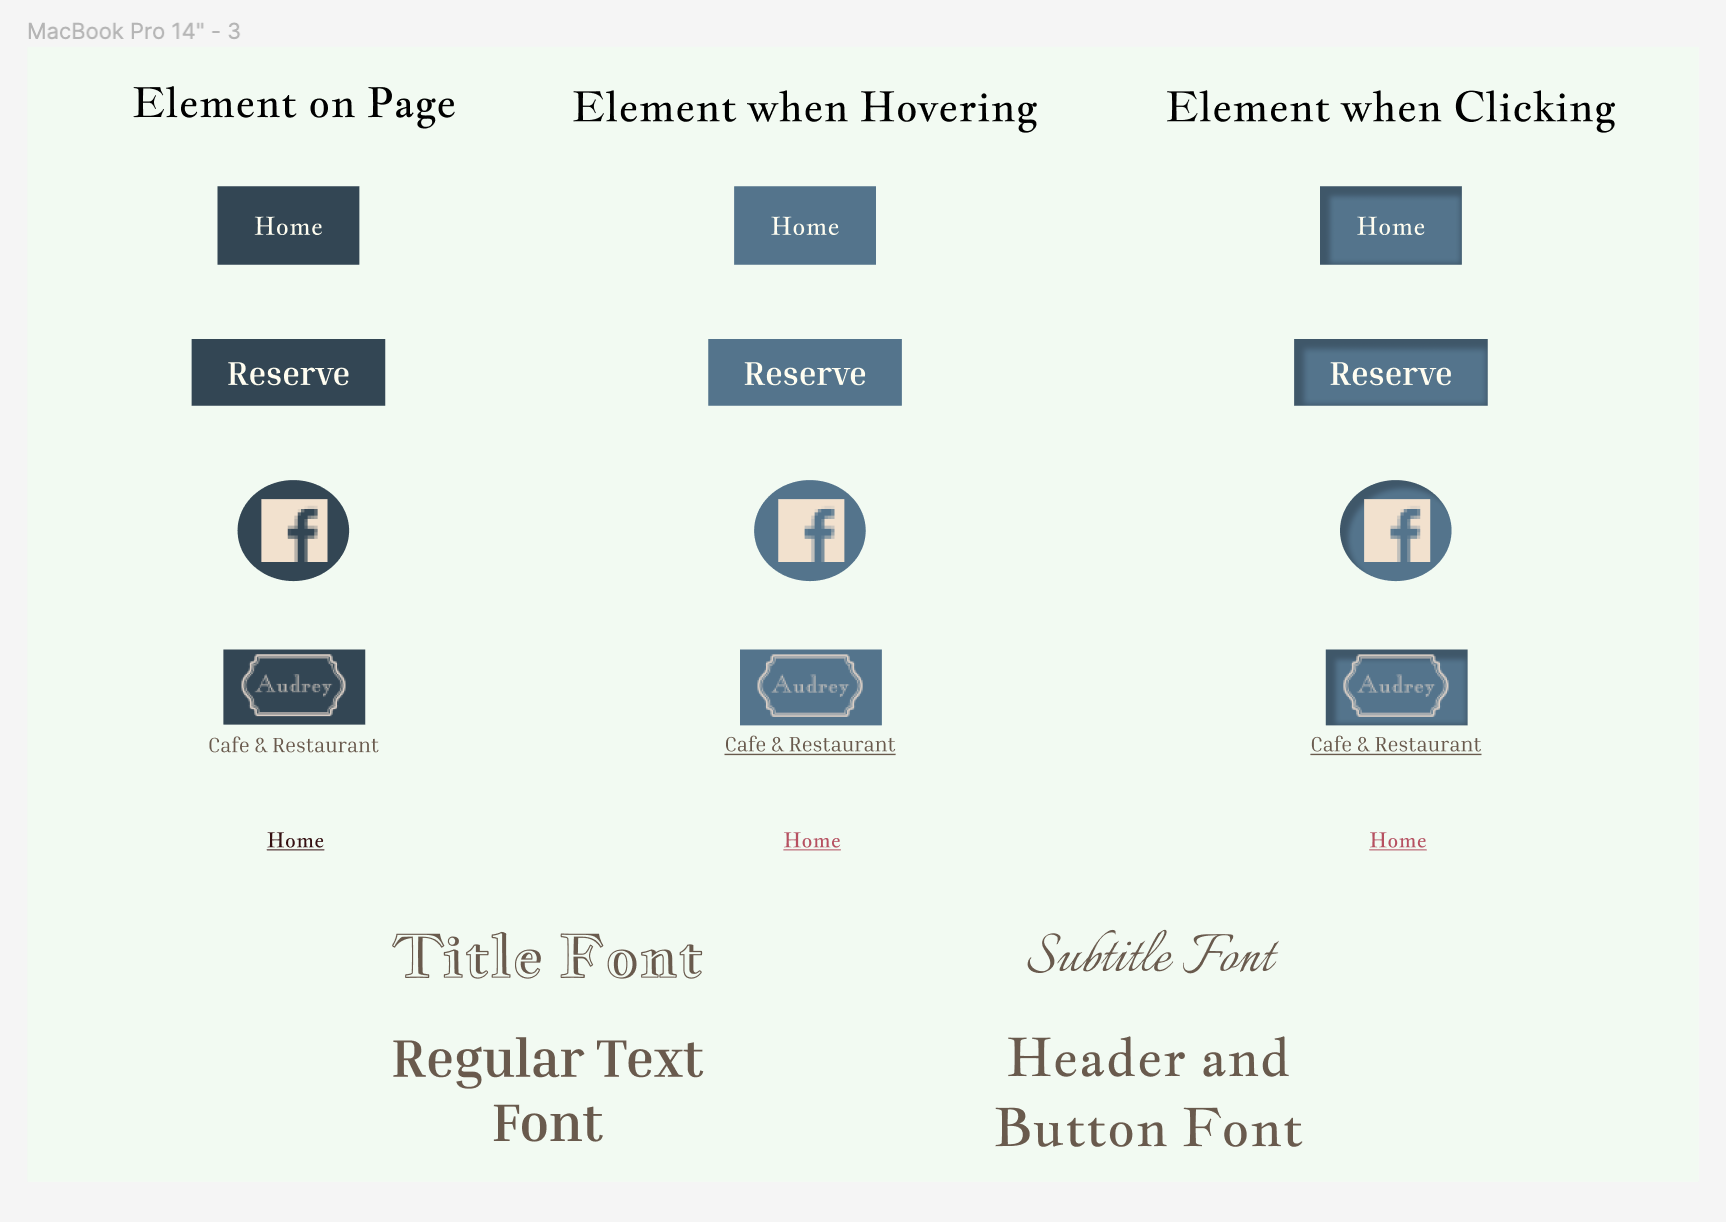 MacBook Pro 14" - 3
Element on Page
Element when Hovering
Element when Clicking
Home
Home
Home
Reserve
Reserve
Reserve
f
f
f
Audrey
Audrey
Audrey
Cafe & Restaurant
Cafe & Restaurant
Cafe & Restaurant
Home
Home
Home
Title Font
Subtitle Font
Regular Text
Font
Header and
Button Font